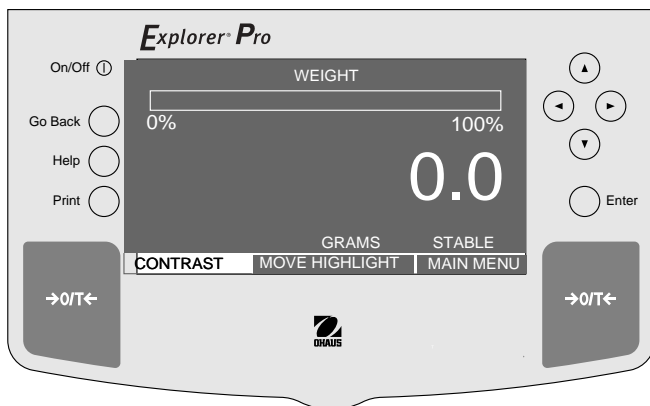 Explorer® Pro
On/Off
WEIGHT
0% 100%
Go Back
Help
Print
0.0
Enter
GRAMS STABLE
CONTRAST MOVE HIGHLIGHT MAIN MENU
→0/T← →0/T←
OHAUS